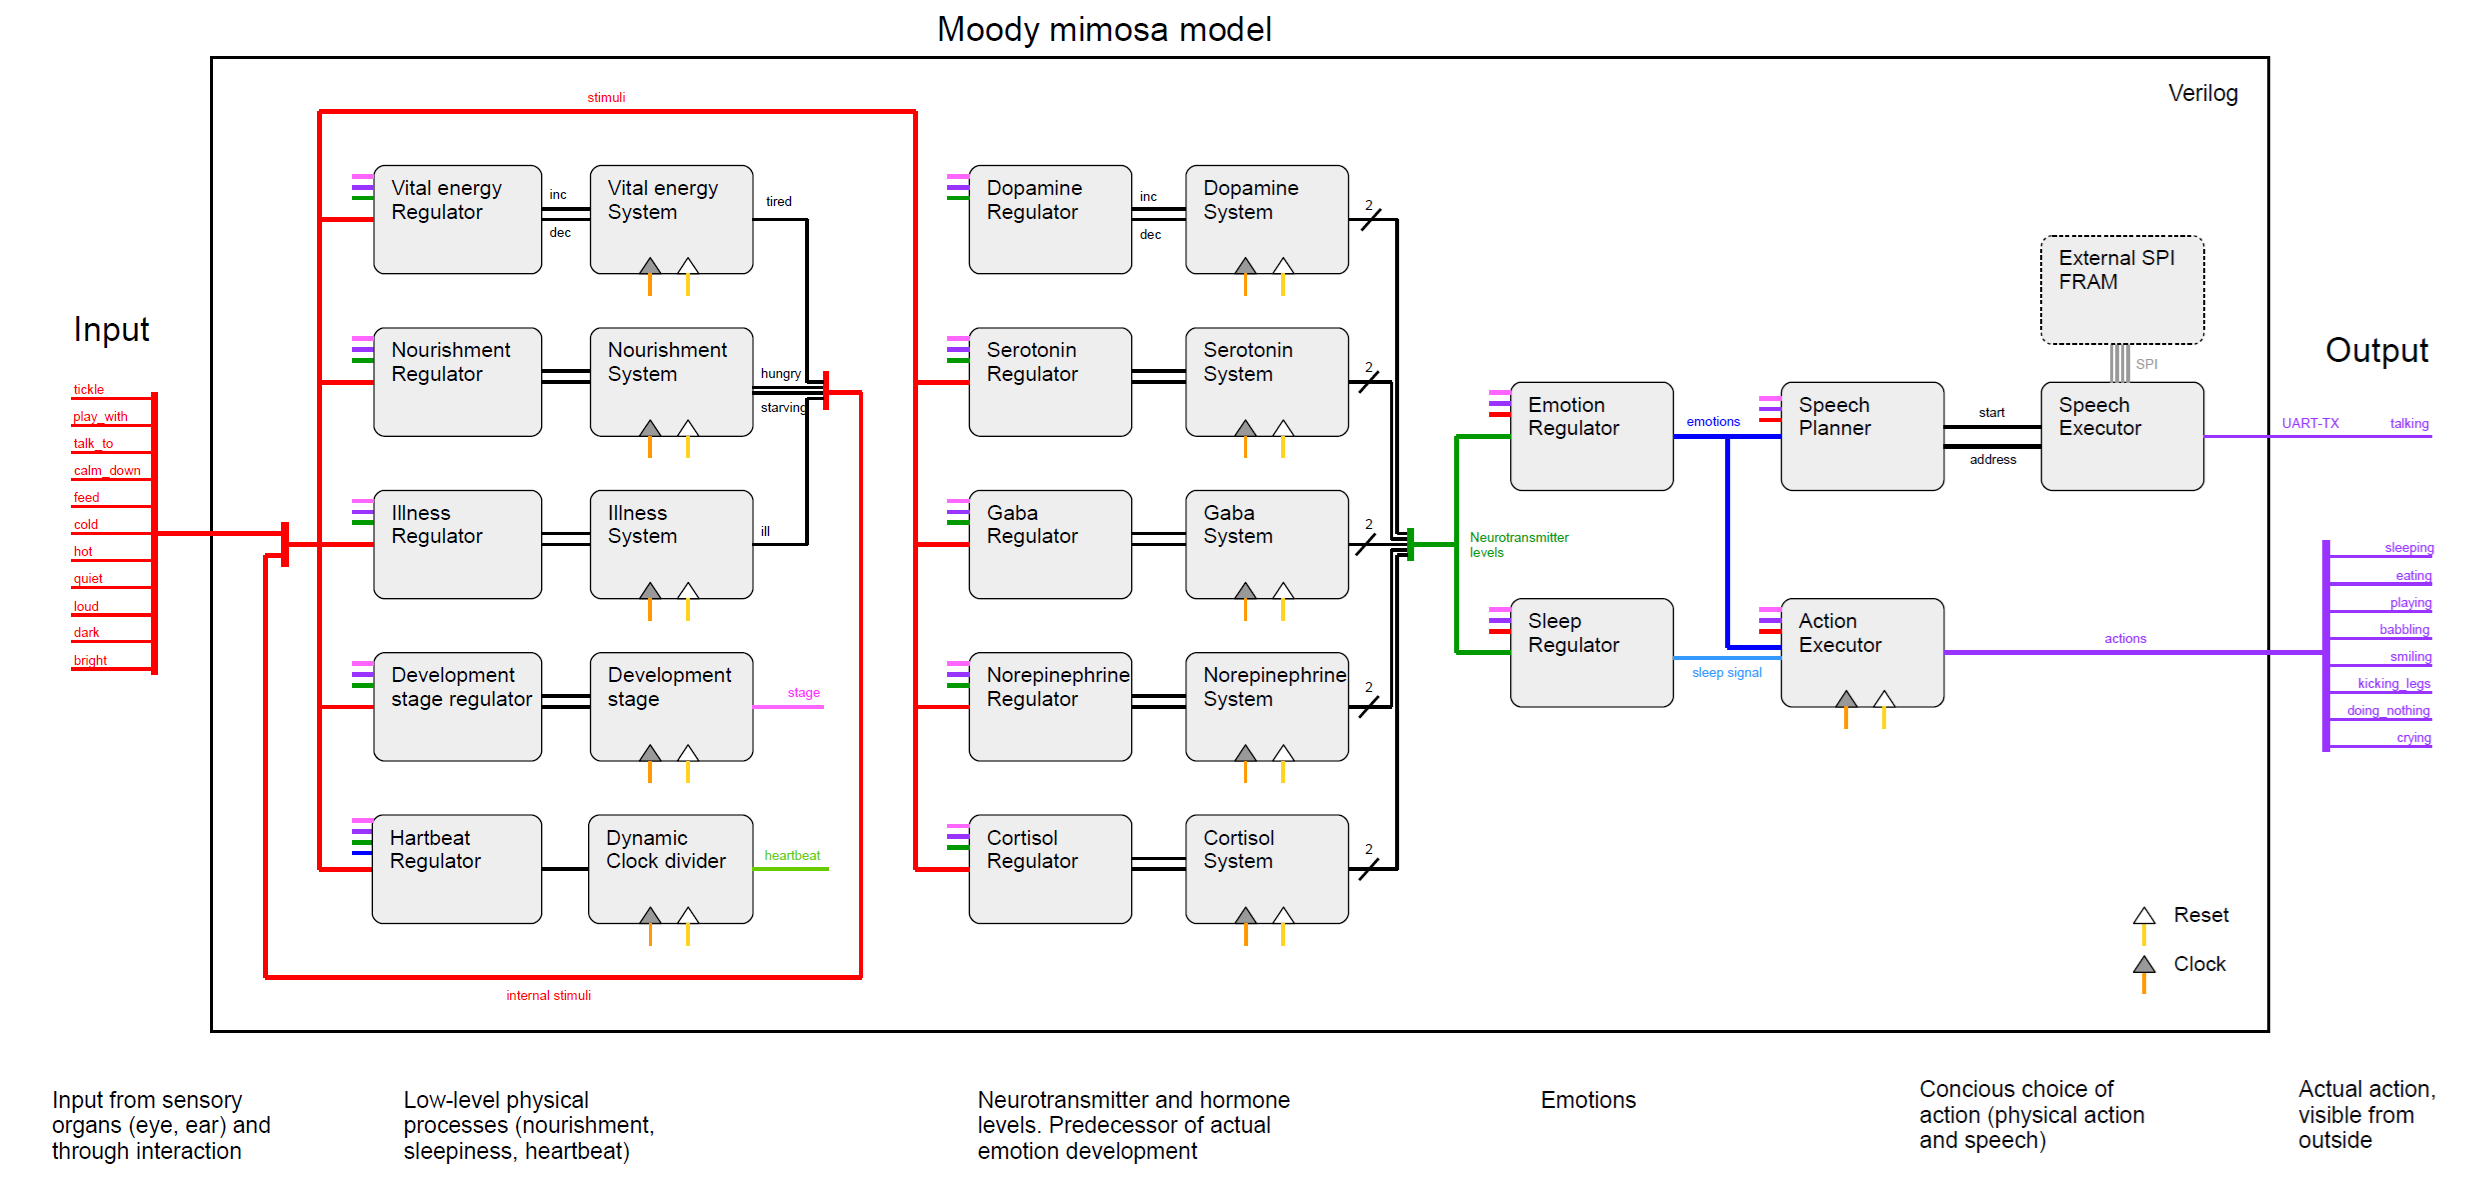 Moody mimosa model
Verilog
Input
tickle
play_with
talk_to
calm_down
feed
cold
hot
quiet
loud
dark
bright
stimuli
Vital energy
Regulator
inc
dec
Vital energy
System
tired
Nourishment
Regulator
Nourishment
System
hungry
starving
Illness
Regulator
Illness
System
ill
Development
stage regulator
Development
stage
stage
Hartbeat
Regulator
Dynamic
Clock divider
heartbeat
internal stimuli
Dopamine
Regulator
inc
dec
Dopamine
System
2
Serotonin
Regulator
Serotonin
System
2
Gaba
Regulator
Gaba
System
2
Norepinephrine
Regulator
Norepinephrine
System
2
Cortisol
Regulator
Cortisol
System
2
Neurotransmitter
levels
Emotion
Regulator
emotions
Speech
Planner
start
address
Speech
Executor
External SPI
FRAM
SPI
Sleep
Regulator
sleep signal
Action
Executor
actions
Reset
Clock
Output
UART-TX
talking
sleeping
eating
playing
babbling
smiling
kicking_legs
doing_nothing
crying
Input from sensory
organs (eye, ear) and
through interaction
Low-level physical
processes (nourishment,
sleepiness, heartbeat)
Neurotransmitter and hormone
levels. Predecessor of actual
emotion development
Emotions
Concious choice of
action (physical action
and speech)
Actual action,
visible from
outside